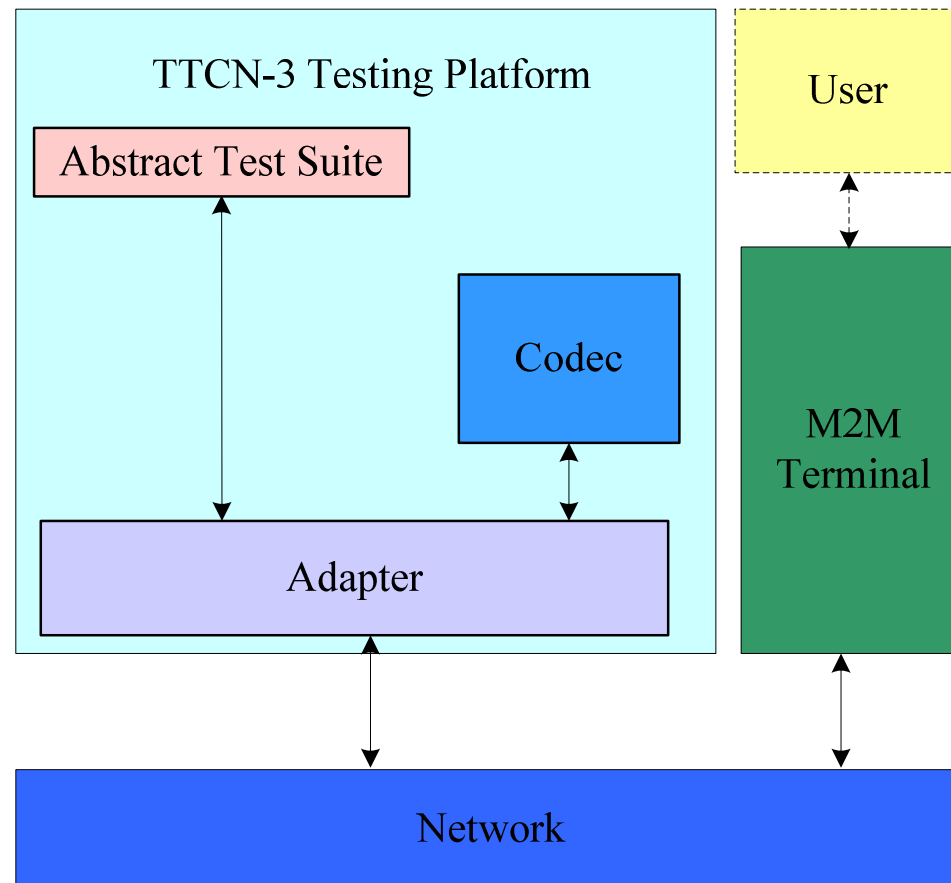 TTCN-3 Testing Platform
User
Abstract Test Suite
Codec
M2M
Terminal
Adapter
Network